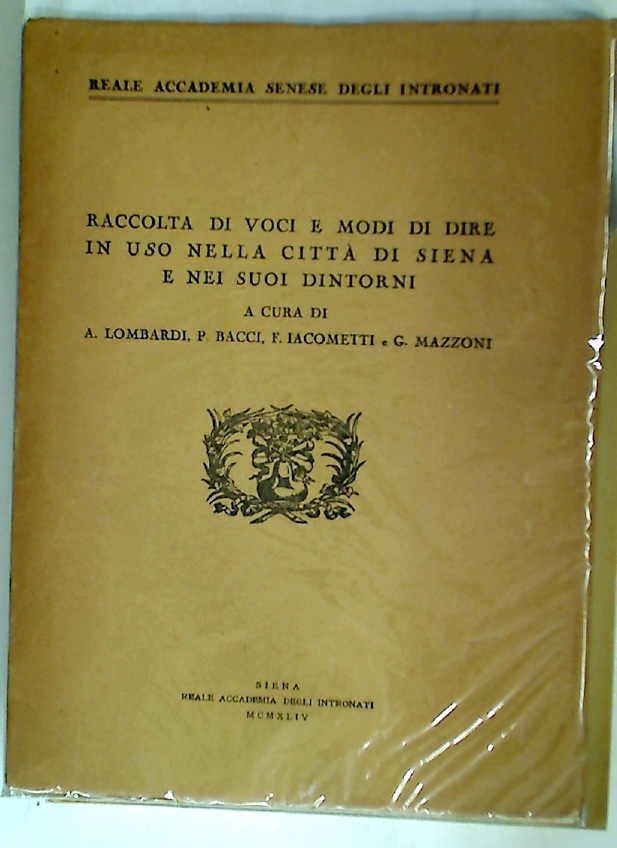 REALE ACCADEMIA SENESE DEGLI INTRONATI
RACCOLTA DI VOCI E MODI DI DIRE
IN USO NELLA CITTÀ DI SIENA
E NEI SUOI DINTORNI
A CURA DI
A. LOMBARDI, P. BACCI, F. IACOMETTI e G. MAZZONI
SIENA
REALE ACCADEMIA DEGLI INTRONATI
MCMXLIV